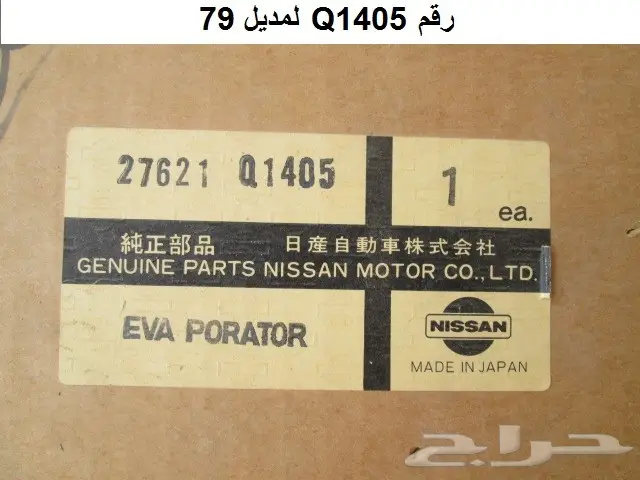 رقم Q1405 لمديل 79
27621 Q1405
1
ea.
純正部品 日産自動車株式会社
GENUINE PARTS NISSAN MOTOR CO., LTD.
EVA PORATOR
NISSAN
MADE IN JAPAN
حراج